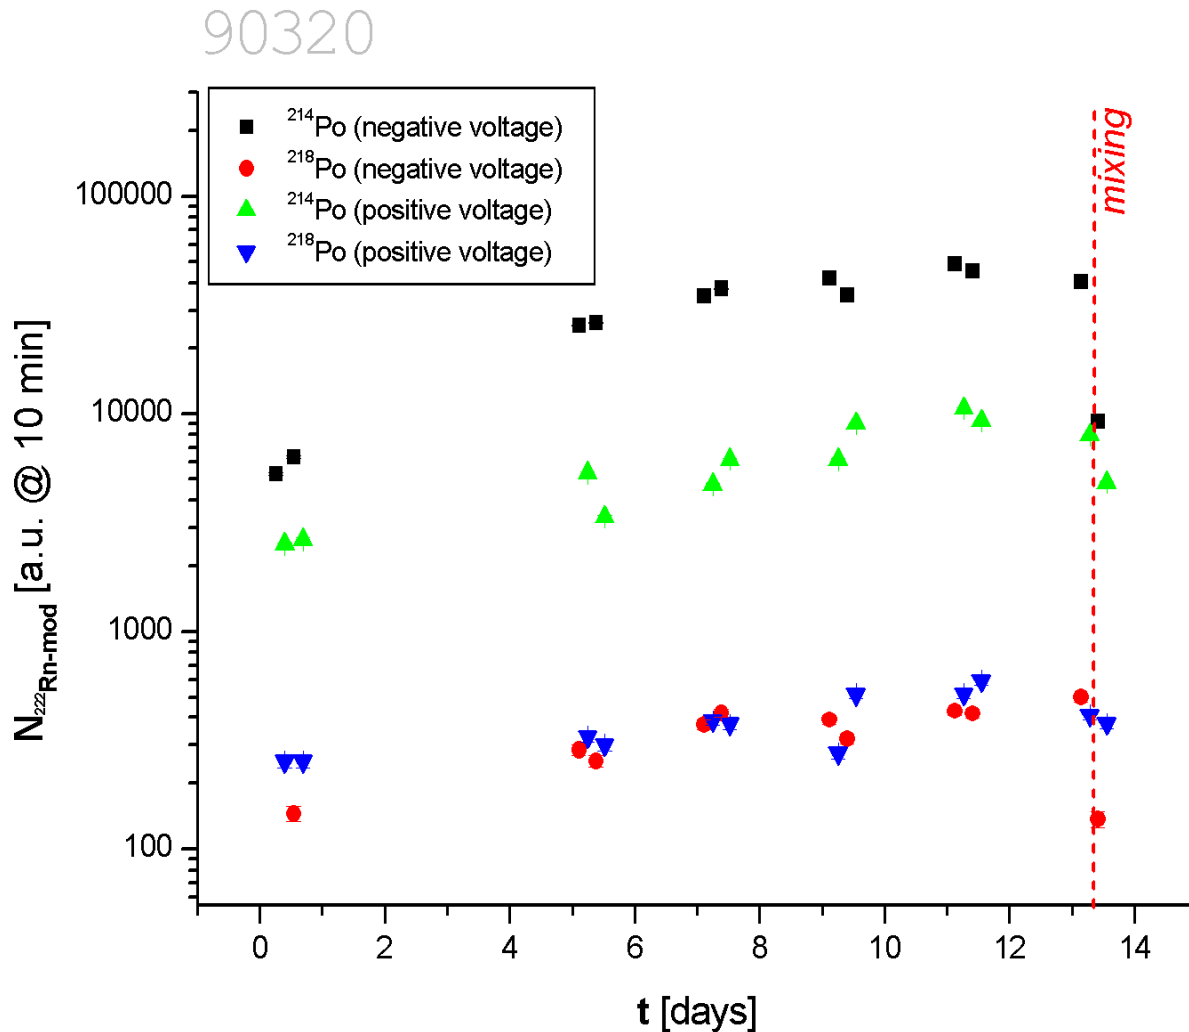 90320
²¹⁴Po (negative voltage)
²¹⁸Po (negative voltage)
²¹⁴Po (positive voltage)
²¹⁸Po (positive voltage)
mixing
100000
10000
1000
100
N²²²Rn-mod [a.u. @ 10 min]
0 2 4 6 8 10 12 14
t [days]